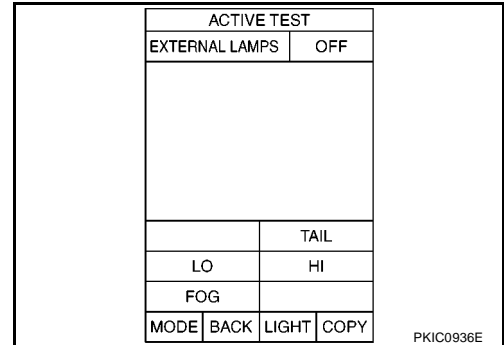 ACTIVE TEST
EXTERNAL LAMPS OFF
TAIL
LO HI
FOG
MODE BACK LIGHT COPY
PKIC0936E